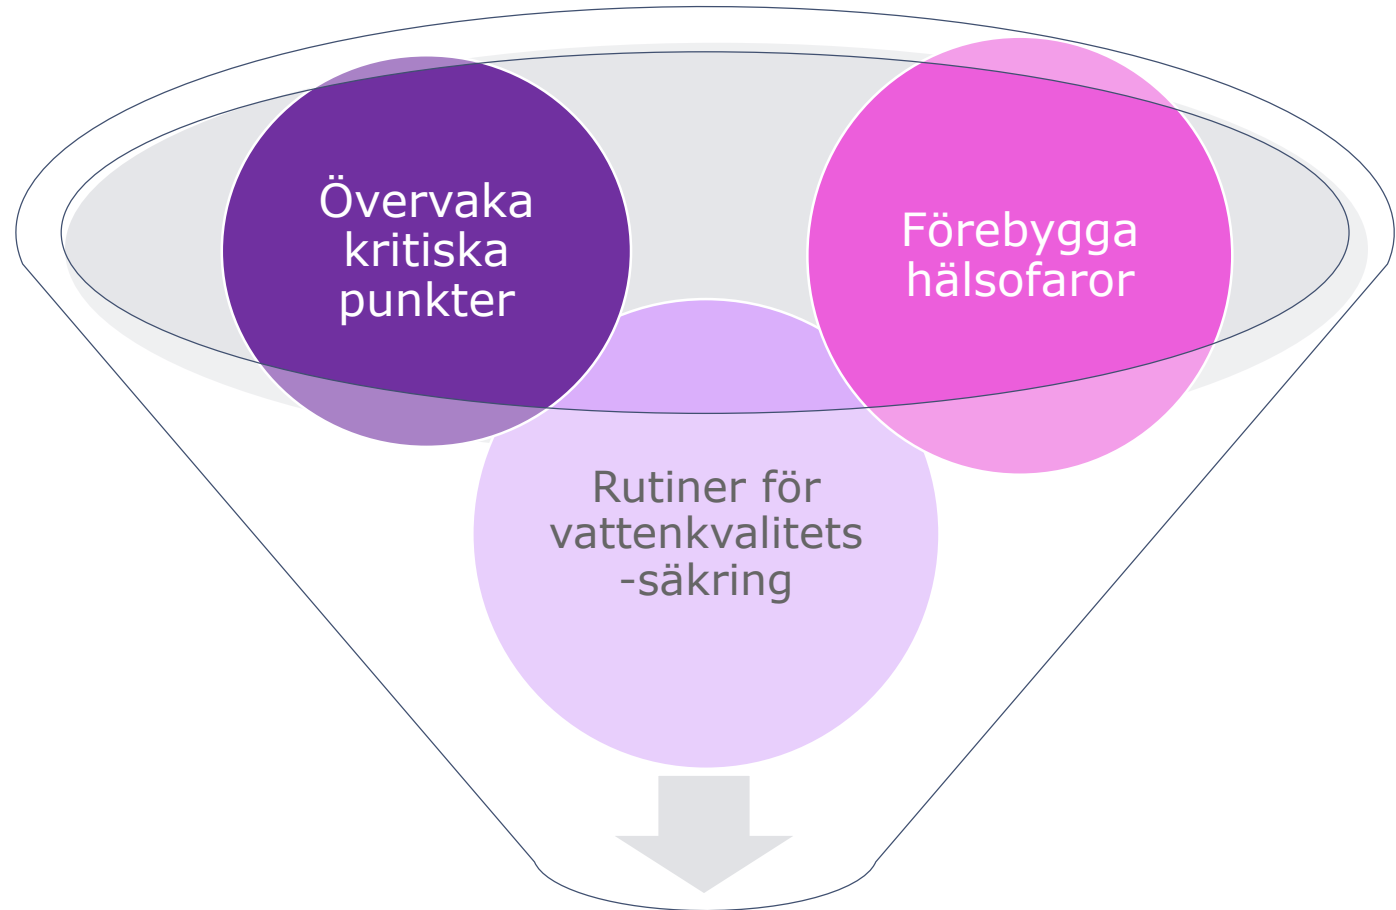 Övervaka
kritiska
punkter
Förebygga
hälsofaror
Rutiner för
vattenkvalitets
-säkring